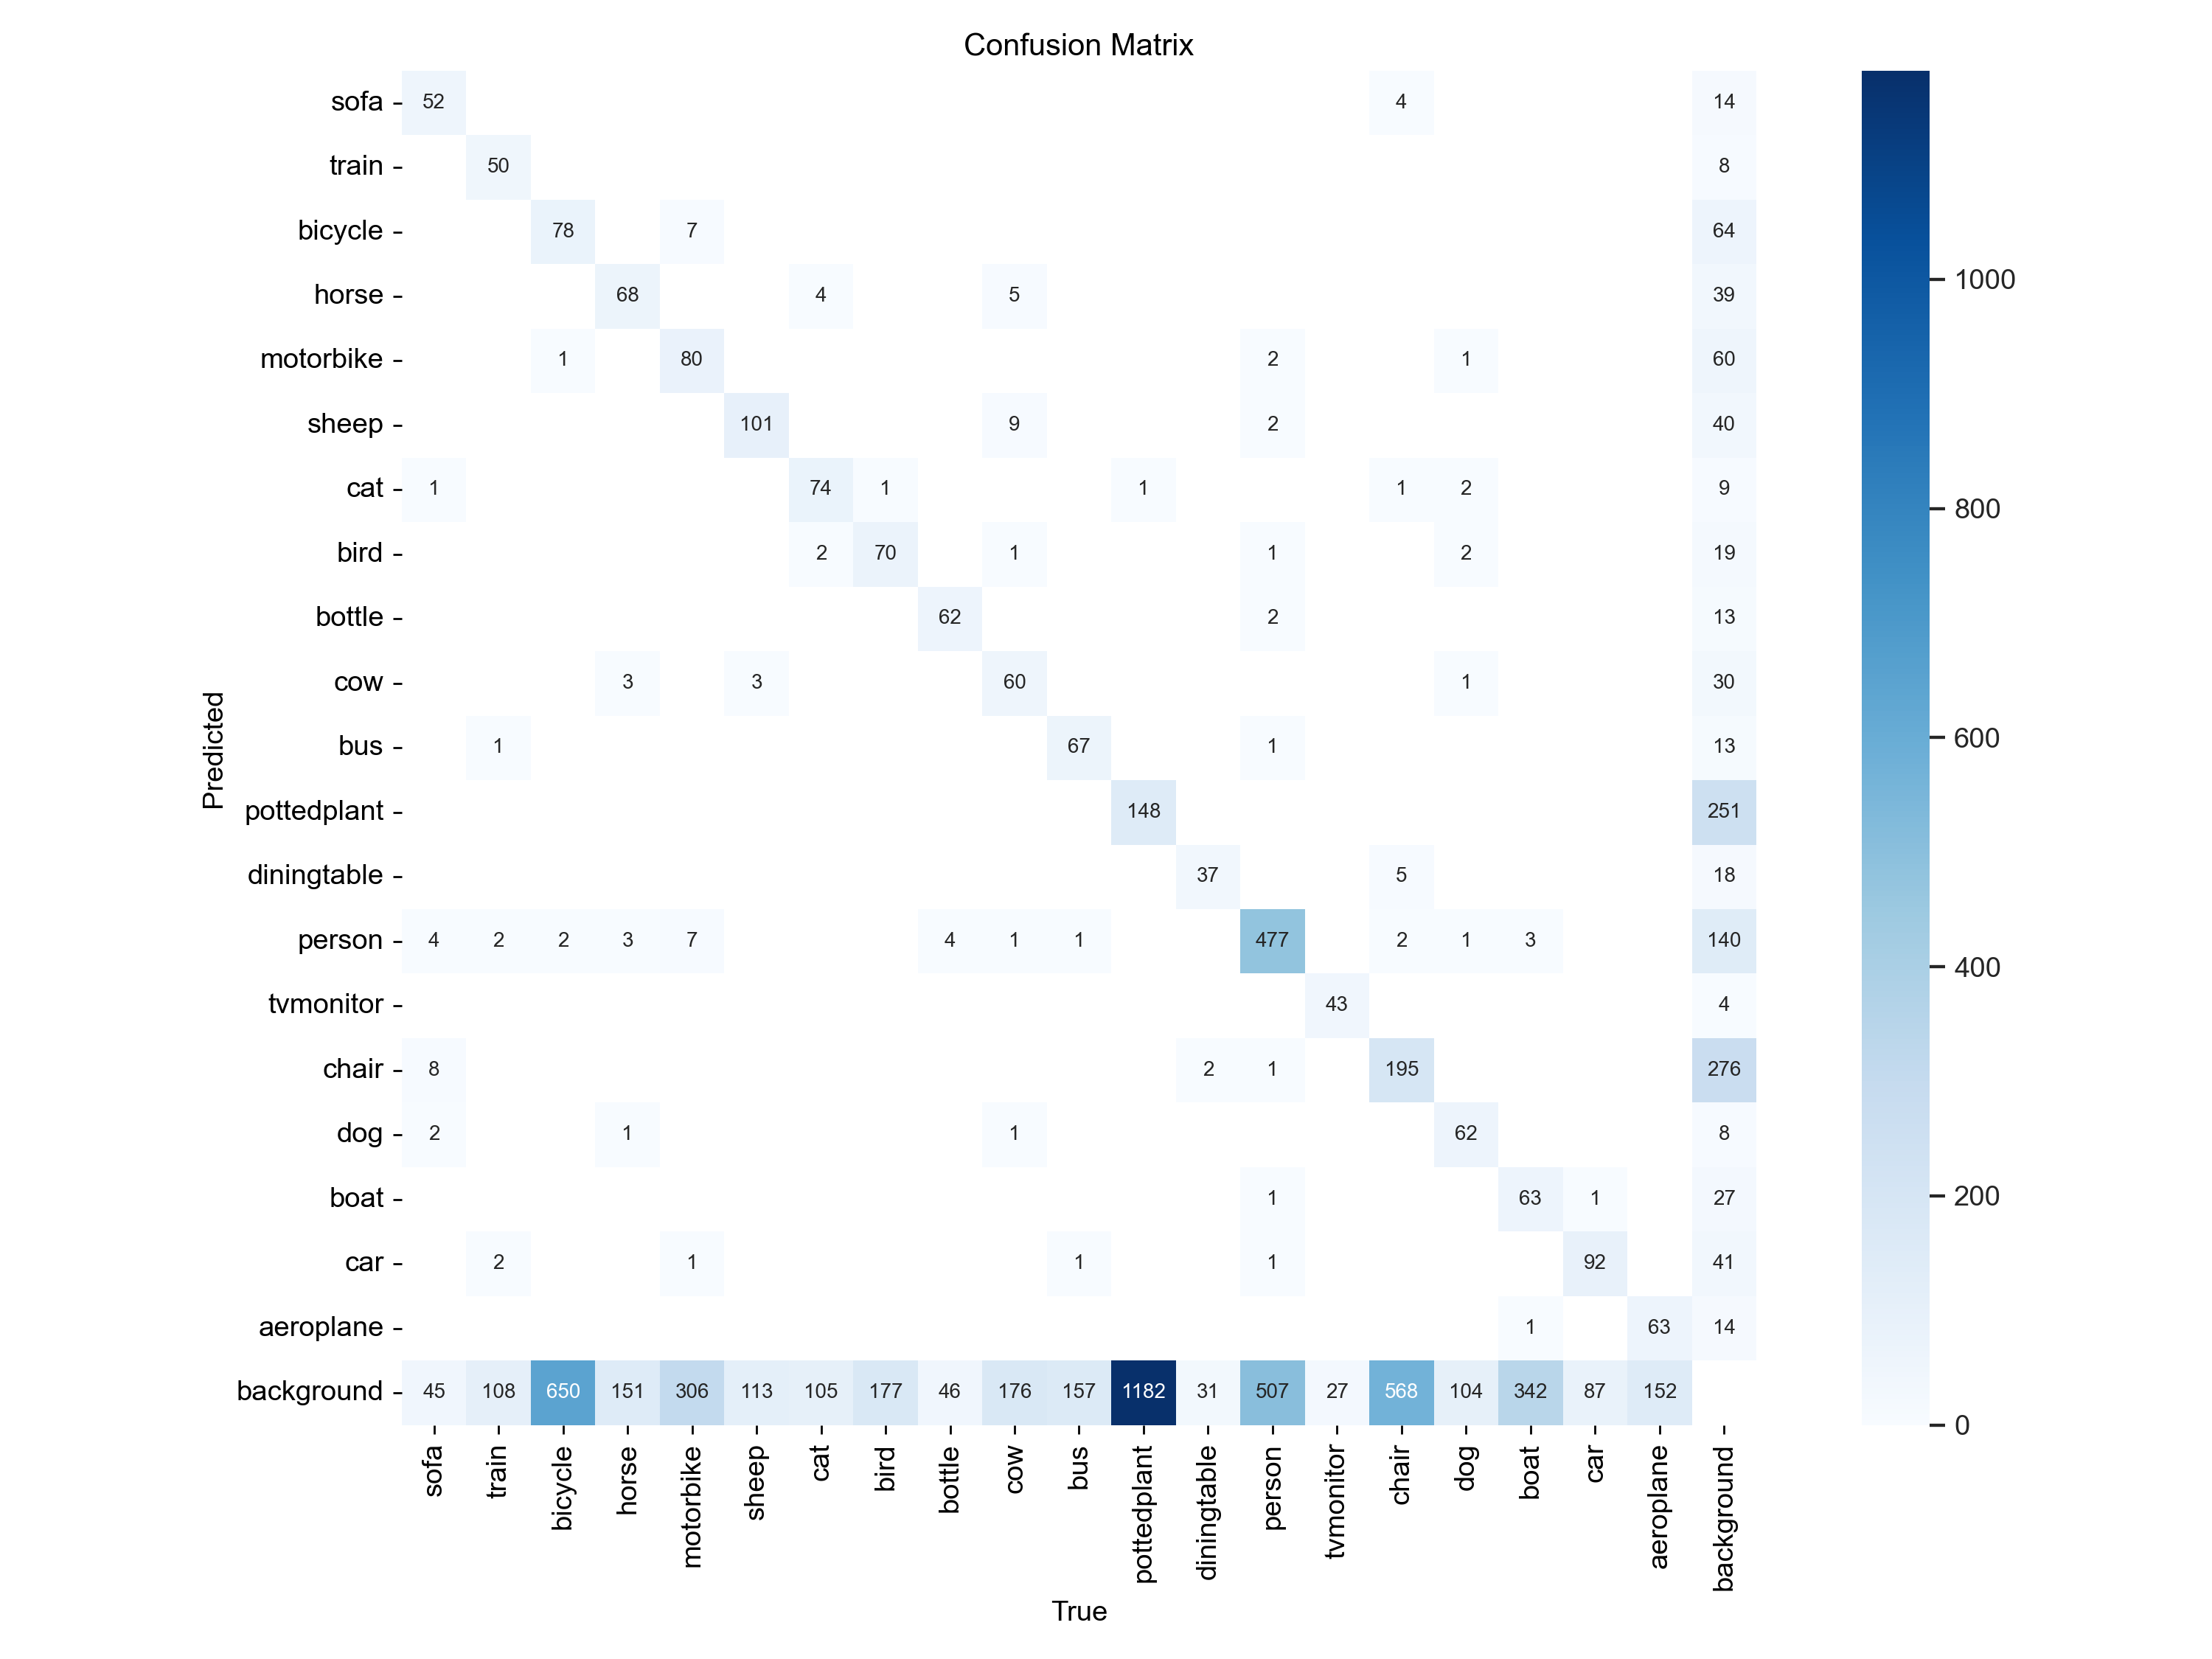 Confusion Matrix
sofa 52 4 14
train 50 8
bicycle 78 7 64
horse 68 4 5 39
motorbike 1 80 2 1 60
sheep 101 9 2 40
cat 1 74 1 1 1 2 9
bird 2 70 1 1 2 19
bottle 62 2 13
cow 3 3 60 1 30
bus 1 67 1 13
pottedplant 148 251
diningtable 37 5 18
person 4 2 2 3 7 4 1 1 477 2 1 3 140
tvmonitor 43 4
chair 8 2 1 195 276
dog 2 1 1 62 8
boat 1 63 1 27
car 2 1 1 1 92 41
aeroplane 1 63 14
background 45 108 650 151 306 113 105 177 46 176 157 1182 31 507 27 568 104 342 87 152
Predicted
sofa train bicycle horse motorbike sheep cat bird bottle cow bus pottedplant diningtable person tvmonitor chair dog boat car aeroplane background
True
1000
800
600
400
200
0